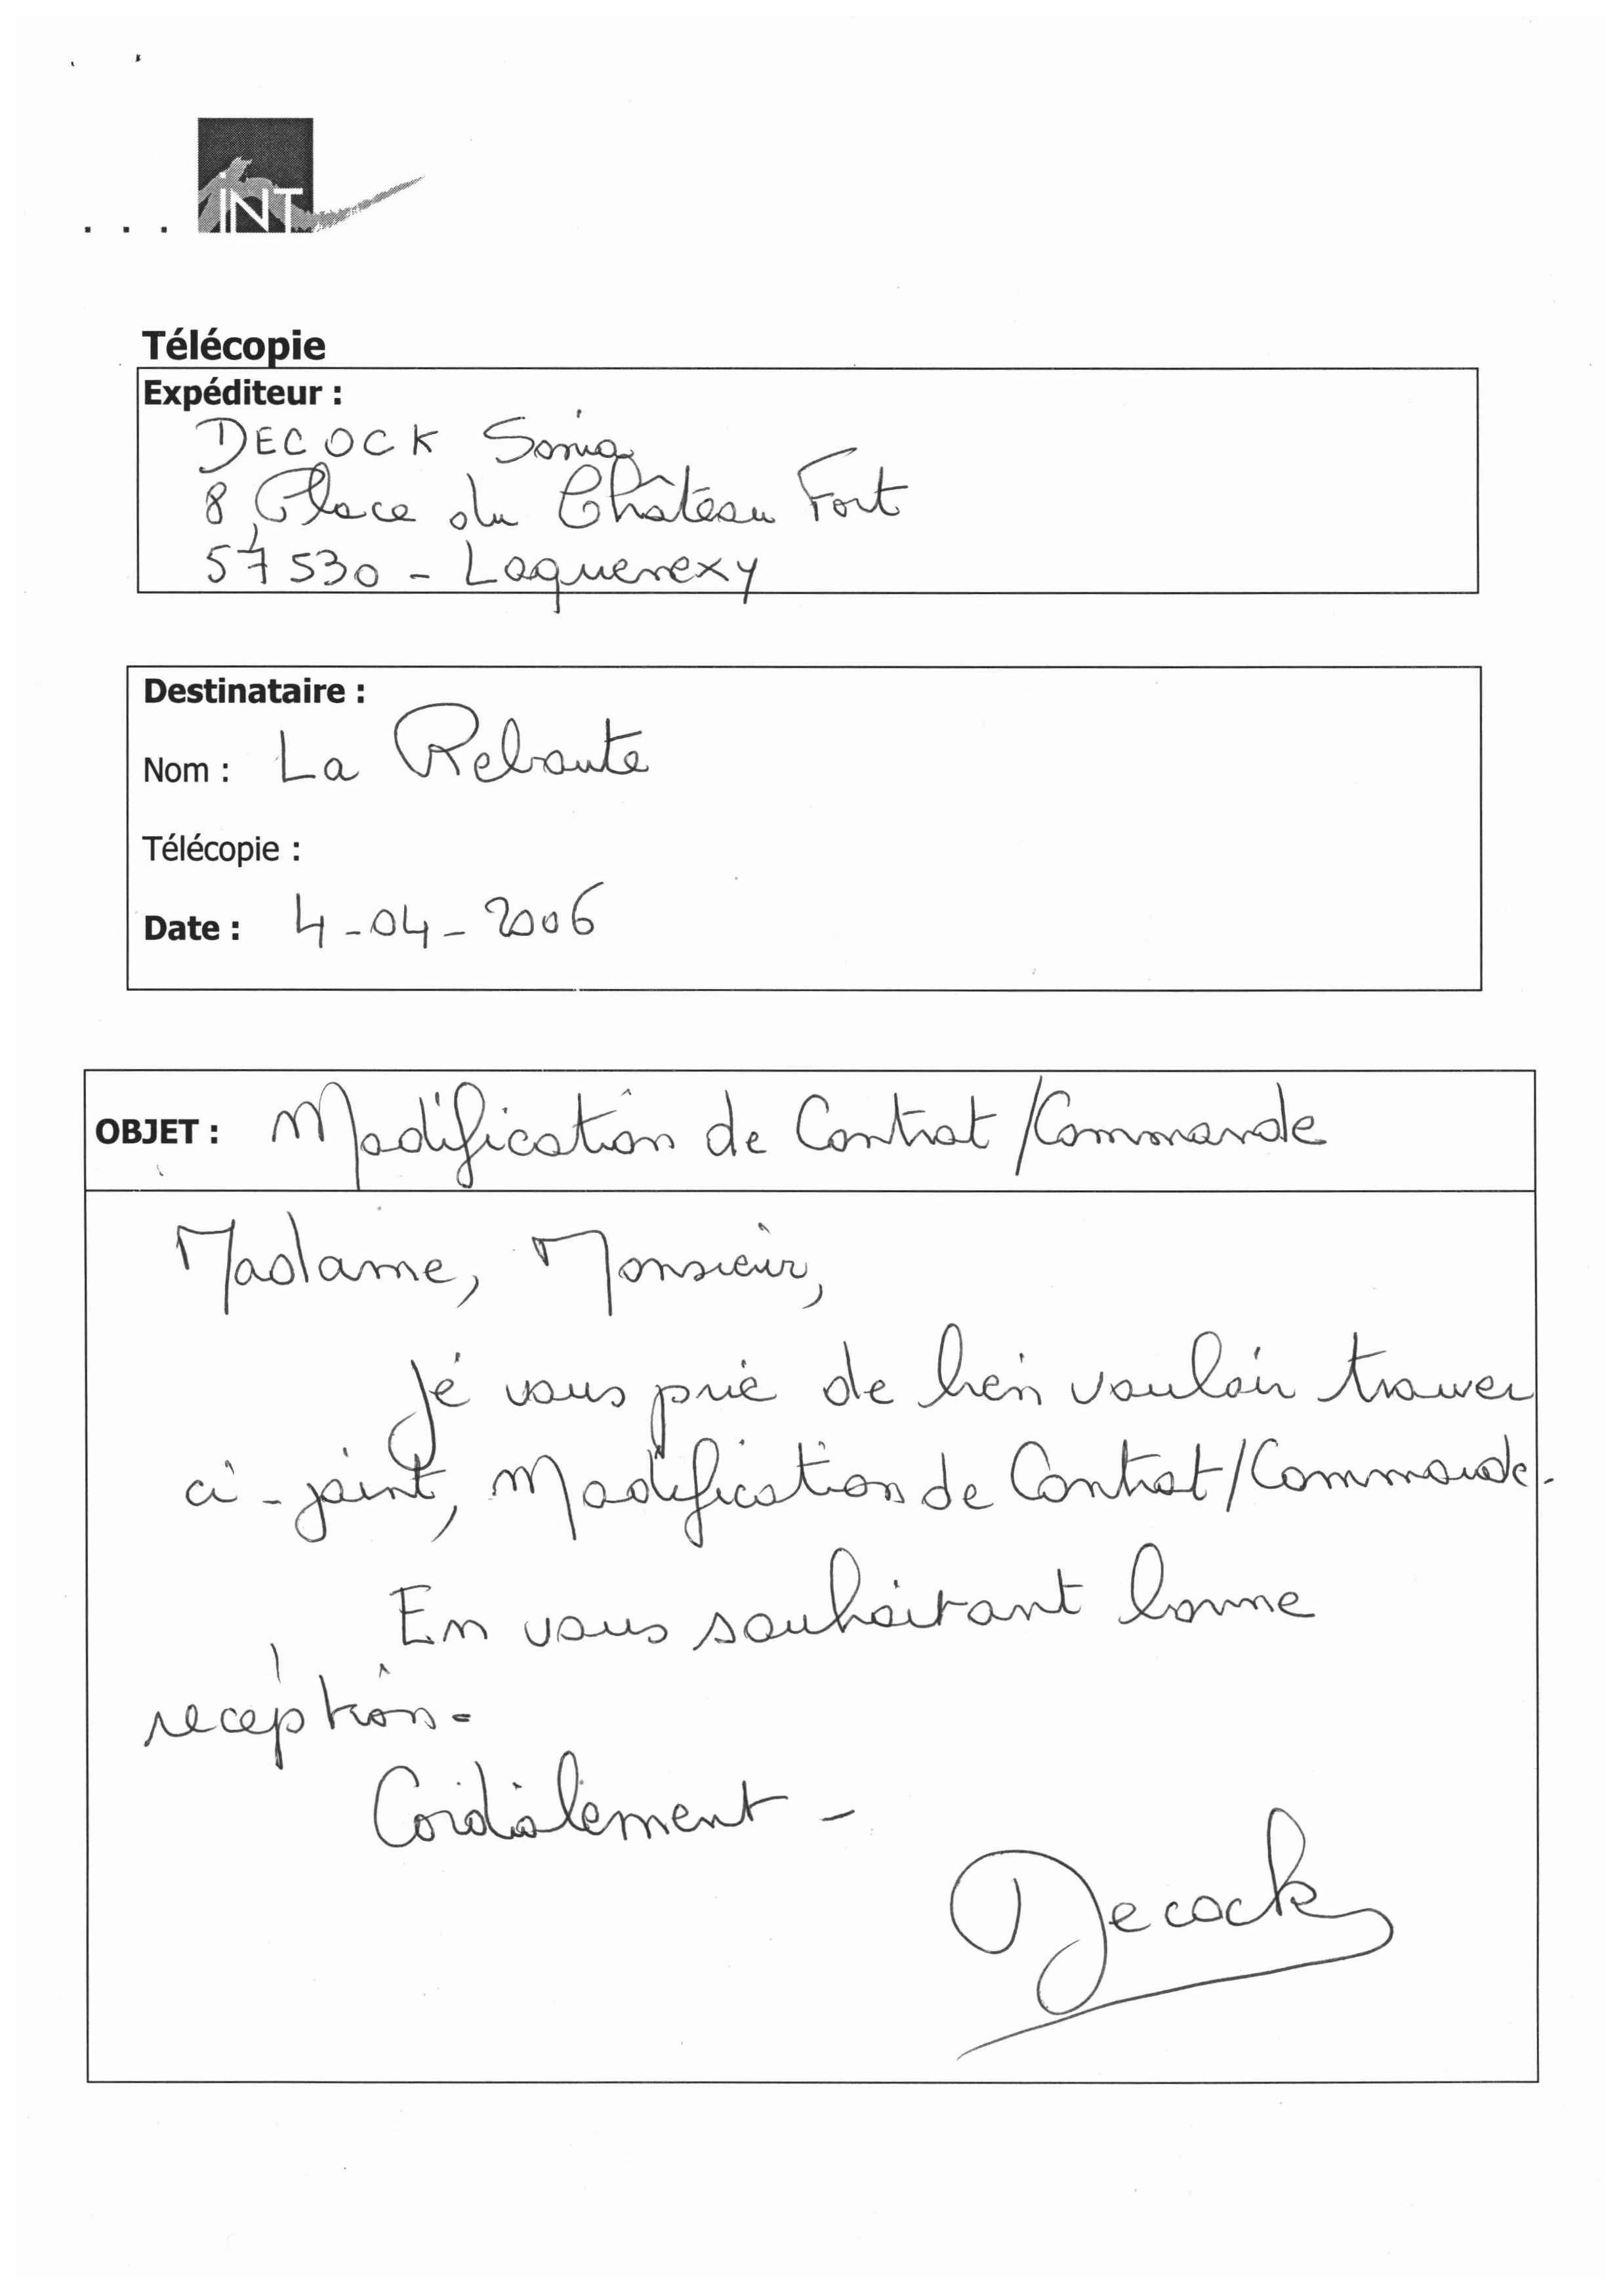 ... INT
Télécopie
Expéditeur :
DECOCK Sonia
8, Place du Château Fort
57530 - Laquenexy
Destinataire :
Nom : La Reboute
Télécopie :
Date : 4-04-2006
OBJET : Modification de Contrat/Commande
Madame, Monsieur,
Je vous prie de bien vouloir trouver
ci-joint, Modification de Contrat/Commande.
En vous souhaitant bonne
réception.
Cordialement -
Decock